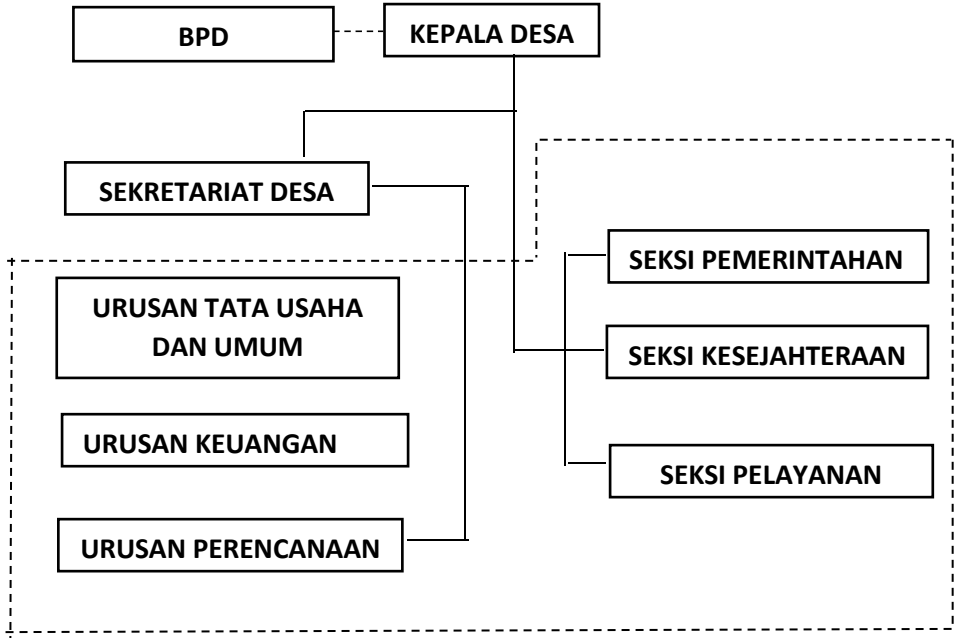 BPD
KEPALA DESA
SEKRETARIAT DESA
URUSAN TATA USAHA
DAN UMUM
URUSAN KEUANGAN
URUSAN PERENCANAAN
SEKSI PEMERINTAHAN
SEKSI KESEJAHTERAAN
SEKSI PELAYANAN